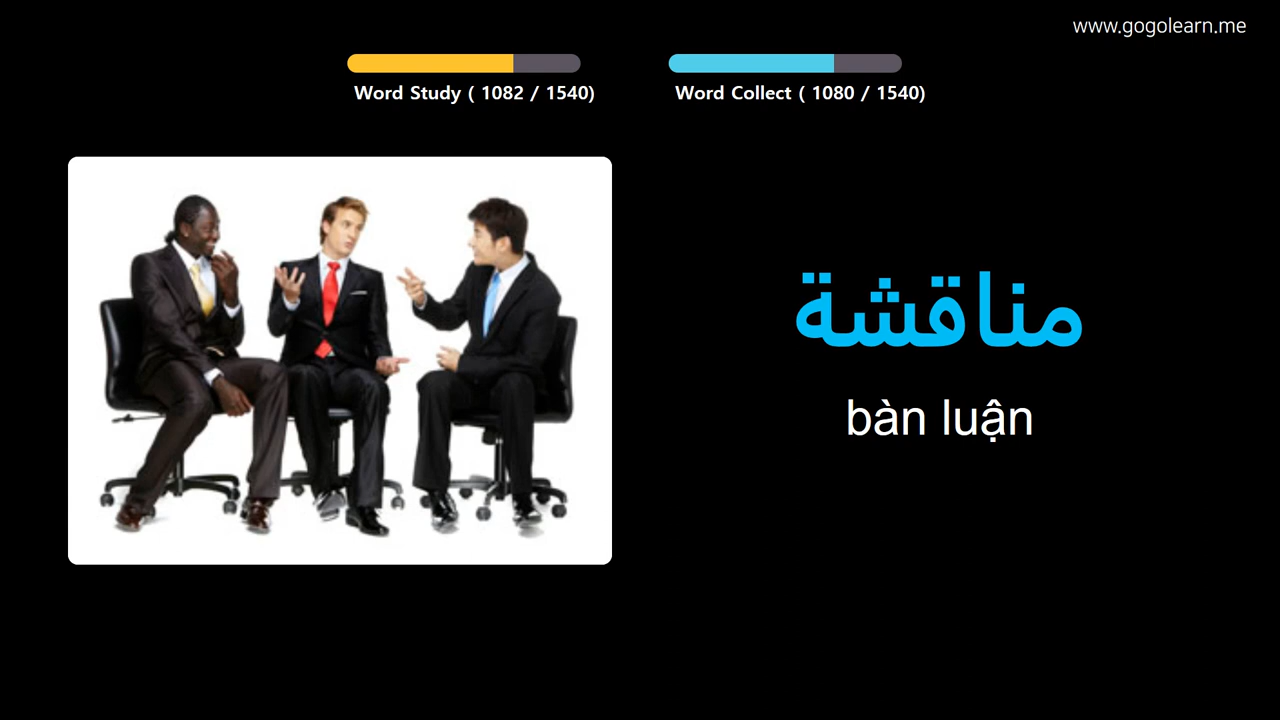 www.gogolearn.me
Word Study ( 1082 / 1540)
Word Collect ( 1080 / 1540)
مناقشة
bàn luận